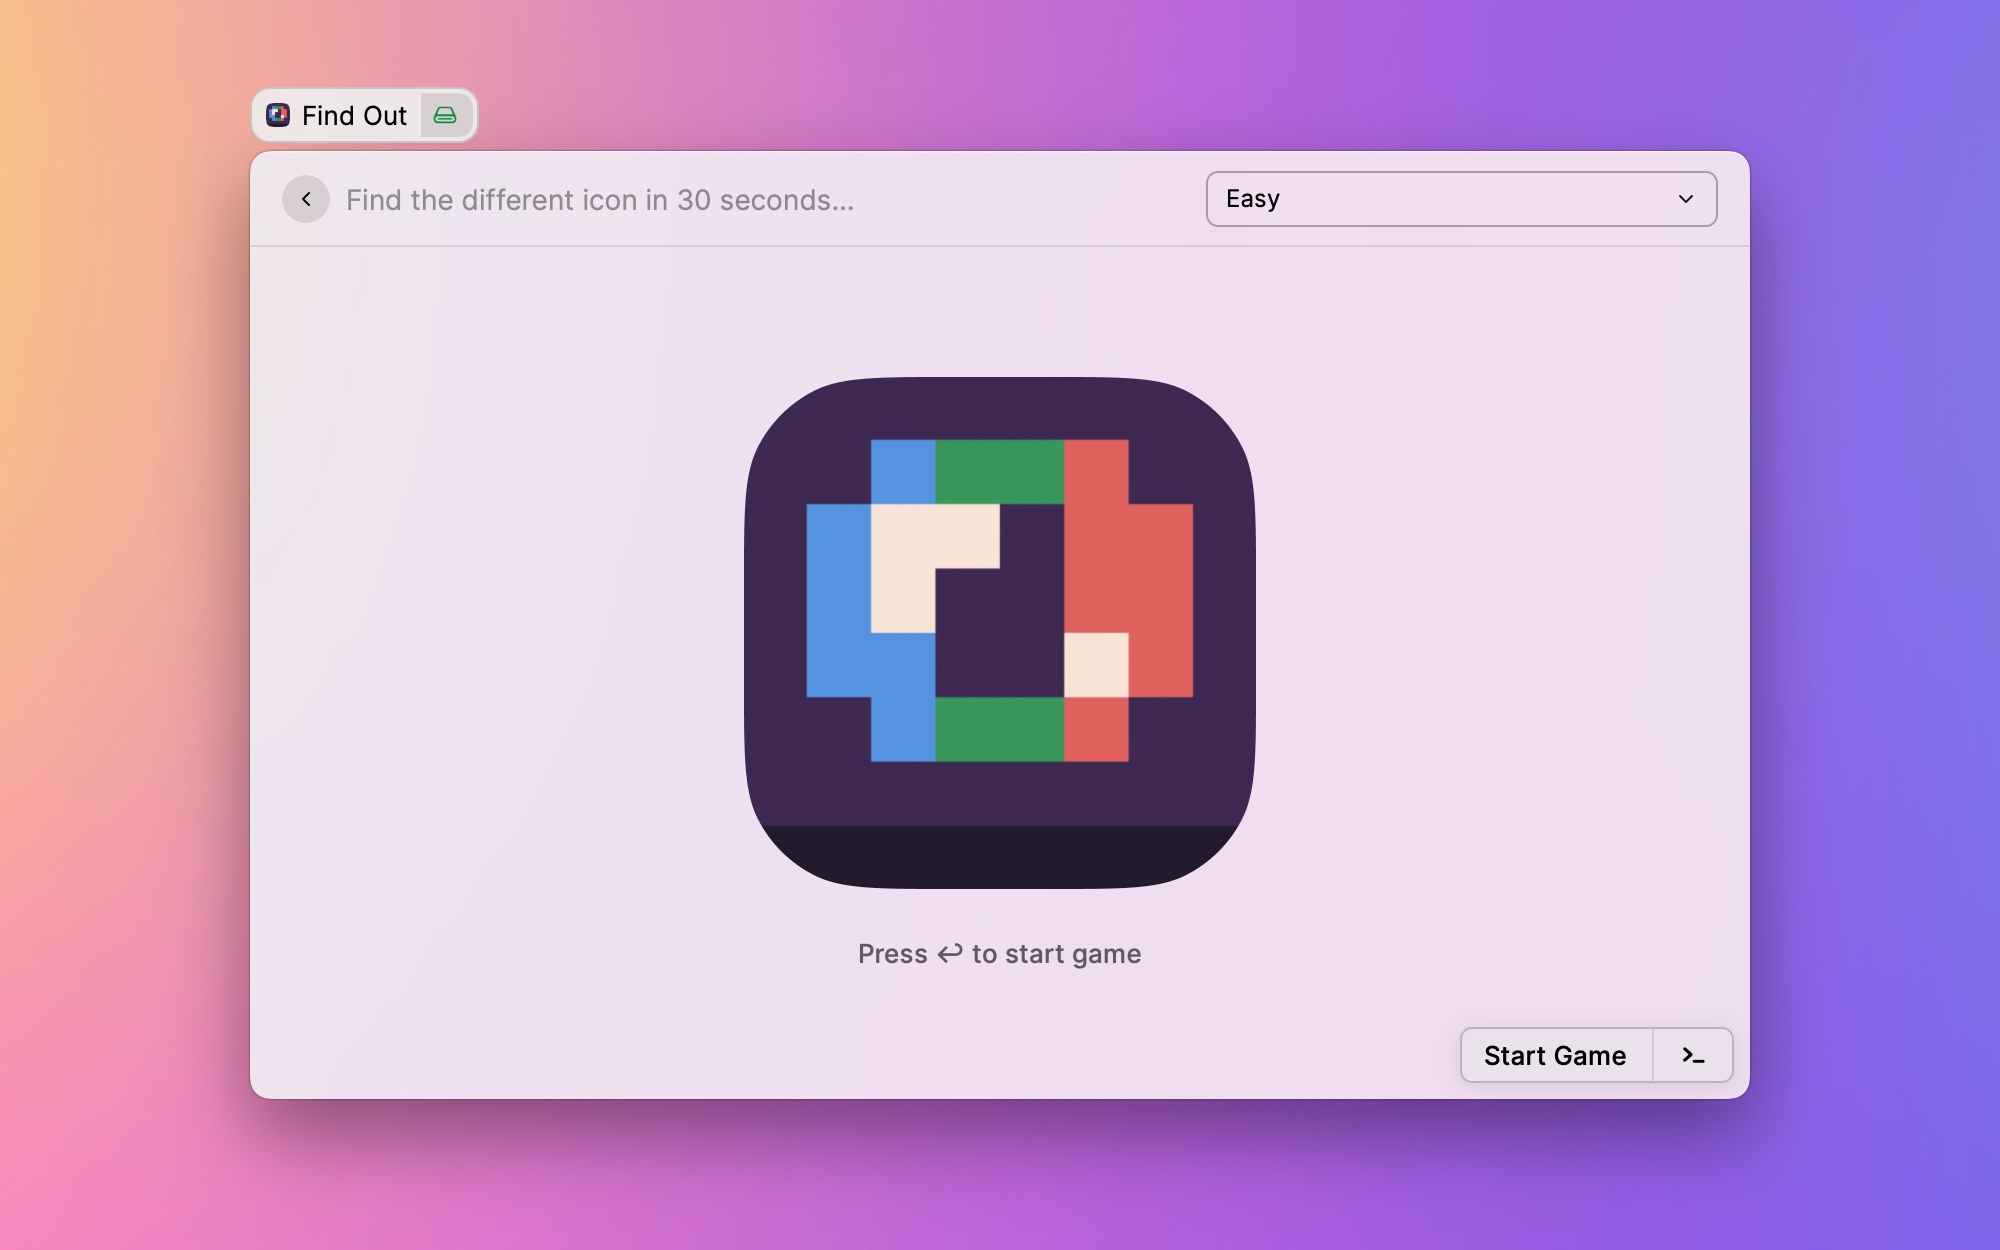 Find Out
Find the different icon in 30 seconds...
Easy
Press ↩ to start game
Start Game